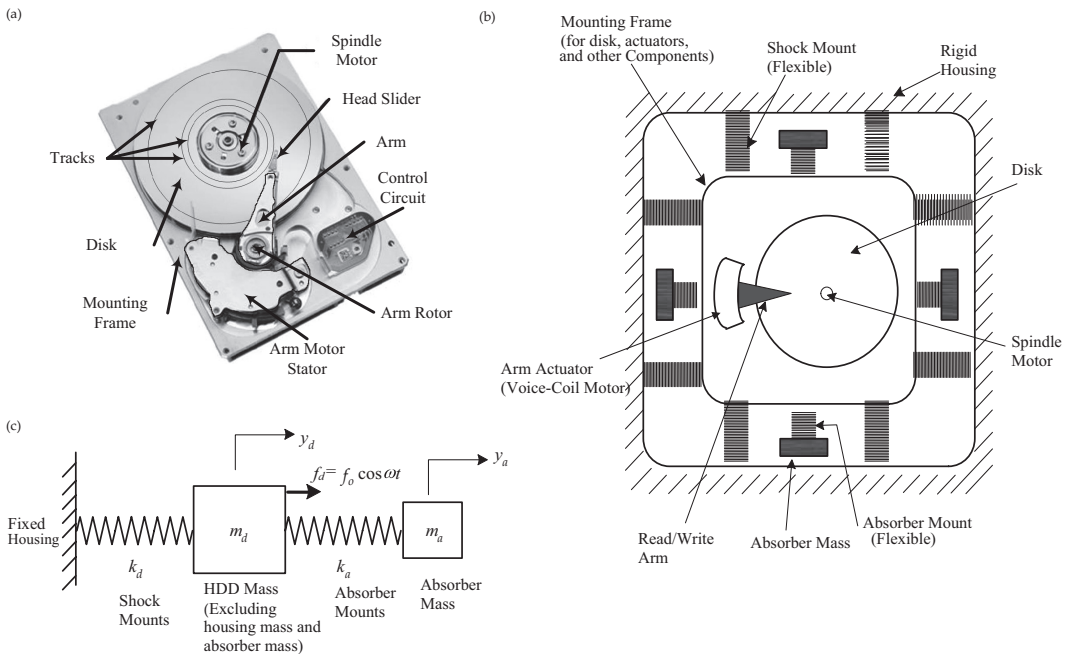 (a)
Spindle
Motor
Head Slider
Arm
Control
Circuit
Tracks
Disk
Mounting
Frame
Arm Rotor
Arm Motor
Stator
(b)
Mounting Frame
(for disk, actuators,
and other Components)
Shock Mount
(Flexible)
Rigid
Housing
Disk
Spindle
Motor
Arm Actuator
(Voice-Coil Motor)
Read/Write
Arm
Absorber Mass
Absorber Mount
(Flexible)
(c)
y_d
f_d = f_o cos ωt
y_a
Fixed
Housing
m_d
m_a
k_d
k_a
Shock
Mounts
HDD Mass
(Excluding
housing mass and
absorber mass)
Absorber
Mounts
Absorber
Mass